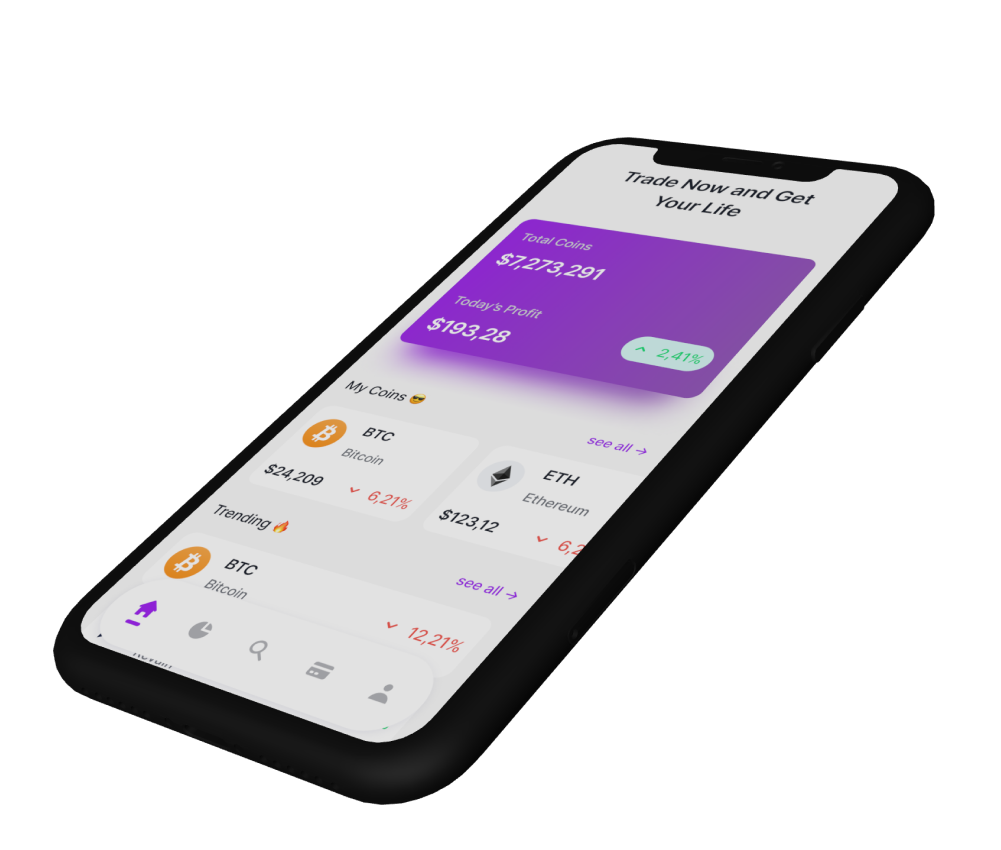 Trade Now and Get
Your Life
Total Coins
$7,273,291
Today's Profit
$193,28
2,41%
My Coins 😎
see all →
BTC
Bitcoin
$24,209
6,21%
ETH
Ethereum
$123,12
6,2
Trending 🔥
see all →
BTC
Bitcoin
12,21%